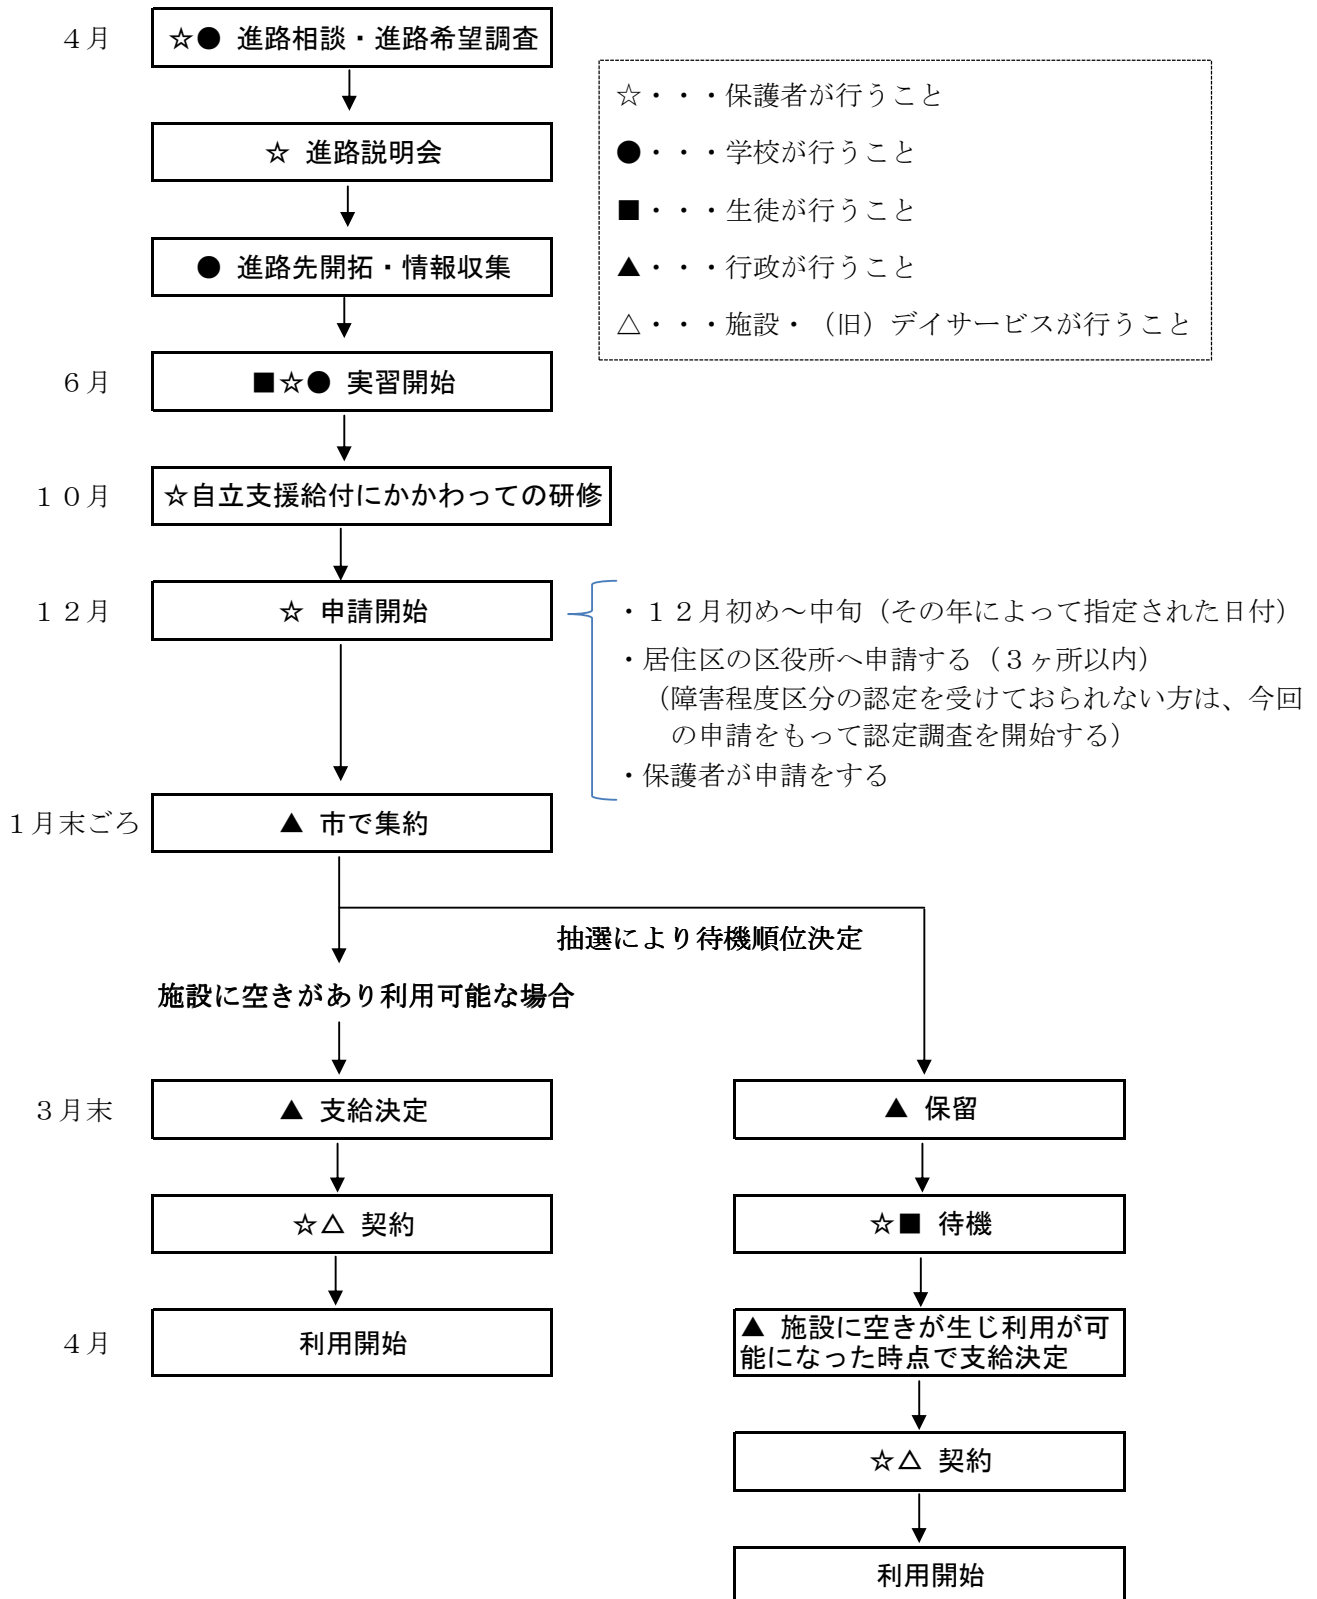 ４月
☆● 進路相談・進路希望調査
☆・・・保護者が行うこと
●・・・学校が行うこと
■・・・生徒が行うこと
▲・・・行政が行うこと
△・・・施設・（旧）デイサービスが行うこと
☆ 進路説明会
● 進路先開拓・情報収集
６月
■☆● 実習開始
１０月
☆自立支援給付にかかわっての研修
１２月
☆ 申請開始
・１２月初め～中旬（その年によって指定された日付）
・居住区の区役所へ申請する（３ヶ所以内）
（障害程度区分の認定を受けておられない方は、今回
の申請をもって認定調査を開始する）
・保護者が申請をする
１月末ごろ
▲ 市で集約
抽選により待機順位決定
施設に空きがあり利用可能な場合
３月末
▲ 支給決定
☆△ 契約
４月
利用開始
▲ 保留
☆■ 待機
▲ 施設に空きが生じ利用が可
能になった時点で支給決定
☆△ 契約
利用開始